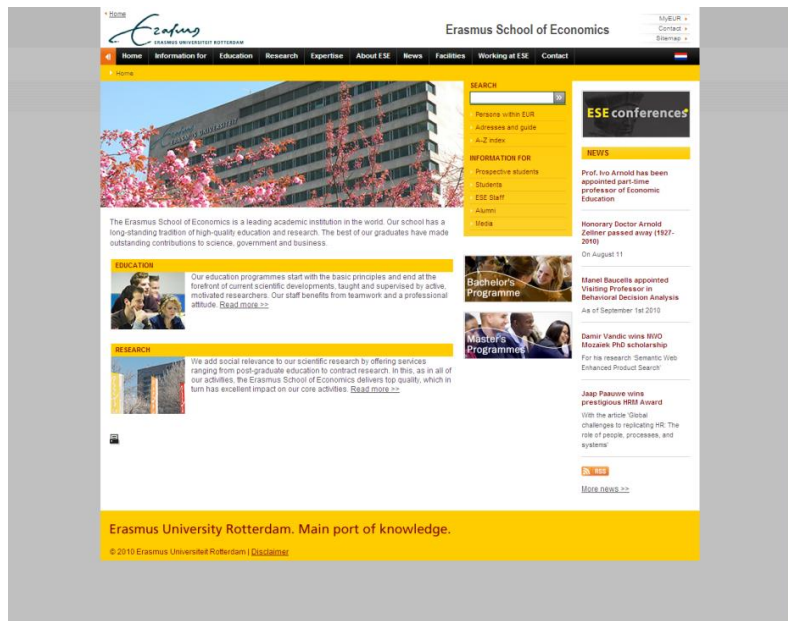 Home
Erasmus
ERASMUS UNIVERSITEIT ROTTERDAM
Erasmus School of Economics
MyEUR
Contact
Sitemap
Home Information for Education Research Expertise About ESE News Facilities Working at ESE Contact
Home
SEARCH
Persons within EUR
Adresses and guide
A-Z index
INFORMATION FOR
Prospective students
Students
ESE Staff
Alumni
Media
The Erasmus School of Economics is a leading academic institution in the world. Our school has a
long-standing tradition of high-quality education and research. The best of our graduates have made
outstanding contributions to science, government and business.
EDUCATION
Our education programmes start with the basic principles and end at the
forefront of current scientific developments, taught and supervised by active,
motivated researchers. Our staff benefits from teamwork and a professional
attitude. Read more >>
RESEARCH
We add social relevance to our scientific research by offering services
ranging from post-graduate education to contract research. In this, as in all of
our activities, the Erasmus School of Economics delivers top quality, which in
turn has excellent impact on our core activities. Read more >>
Bachelor's
Programme
Master's
Programmes
ESE conferences
NEWS
Prof. Ivo Arnold has been
appointed part-time
professor of Economic
Education
Honorary Doctor Arnold
Zellner passed away (1927-
2010)
On August 11
Manel Baucells appointed
Visiting Professor in
Behavioral Decision Analysis
As of September 1st 2010
Damir Vandic wins NWO
Mozaiek PhD scholarship
For his research 'Semantic Web
Enhanced Product Search'
Jaap Paauwe wins
prestigious HRM Award
With the article 'Global
challenges to replicating HR: The
role of people, processes, and
systems'
RSS
More news >>
Erasmus University Rotterdam. Main port of knowledge.
© 2010 Erasmus Universiteit Rotterdam | Disclaimer